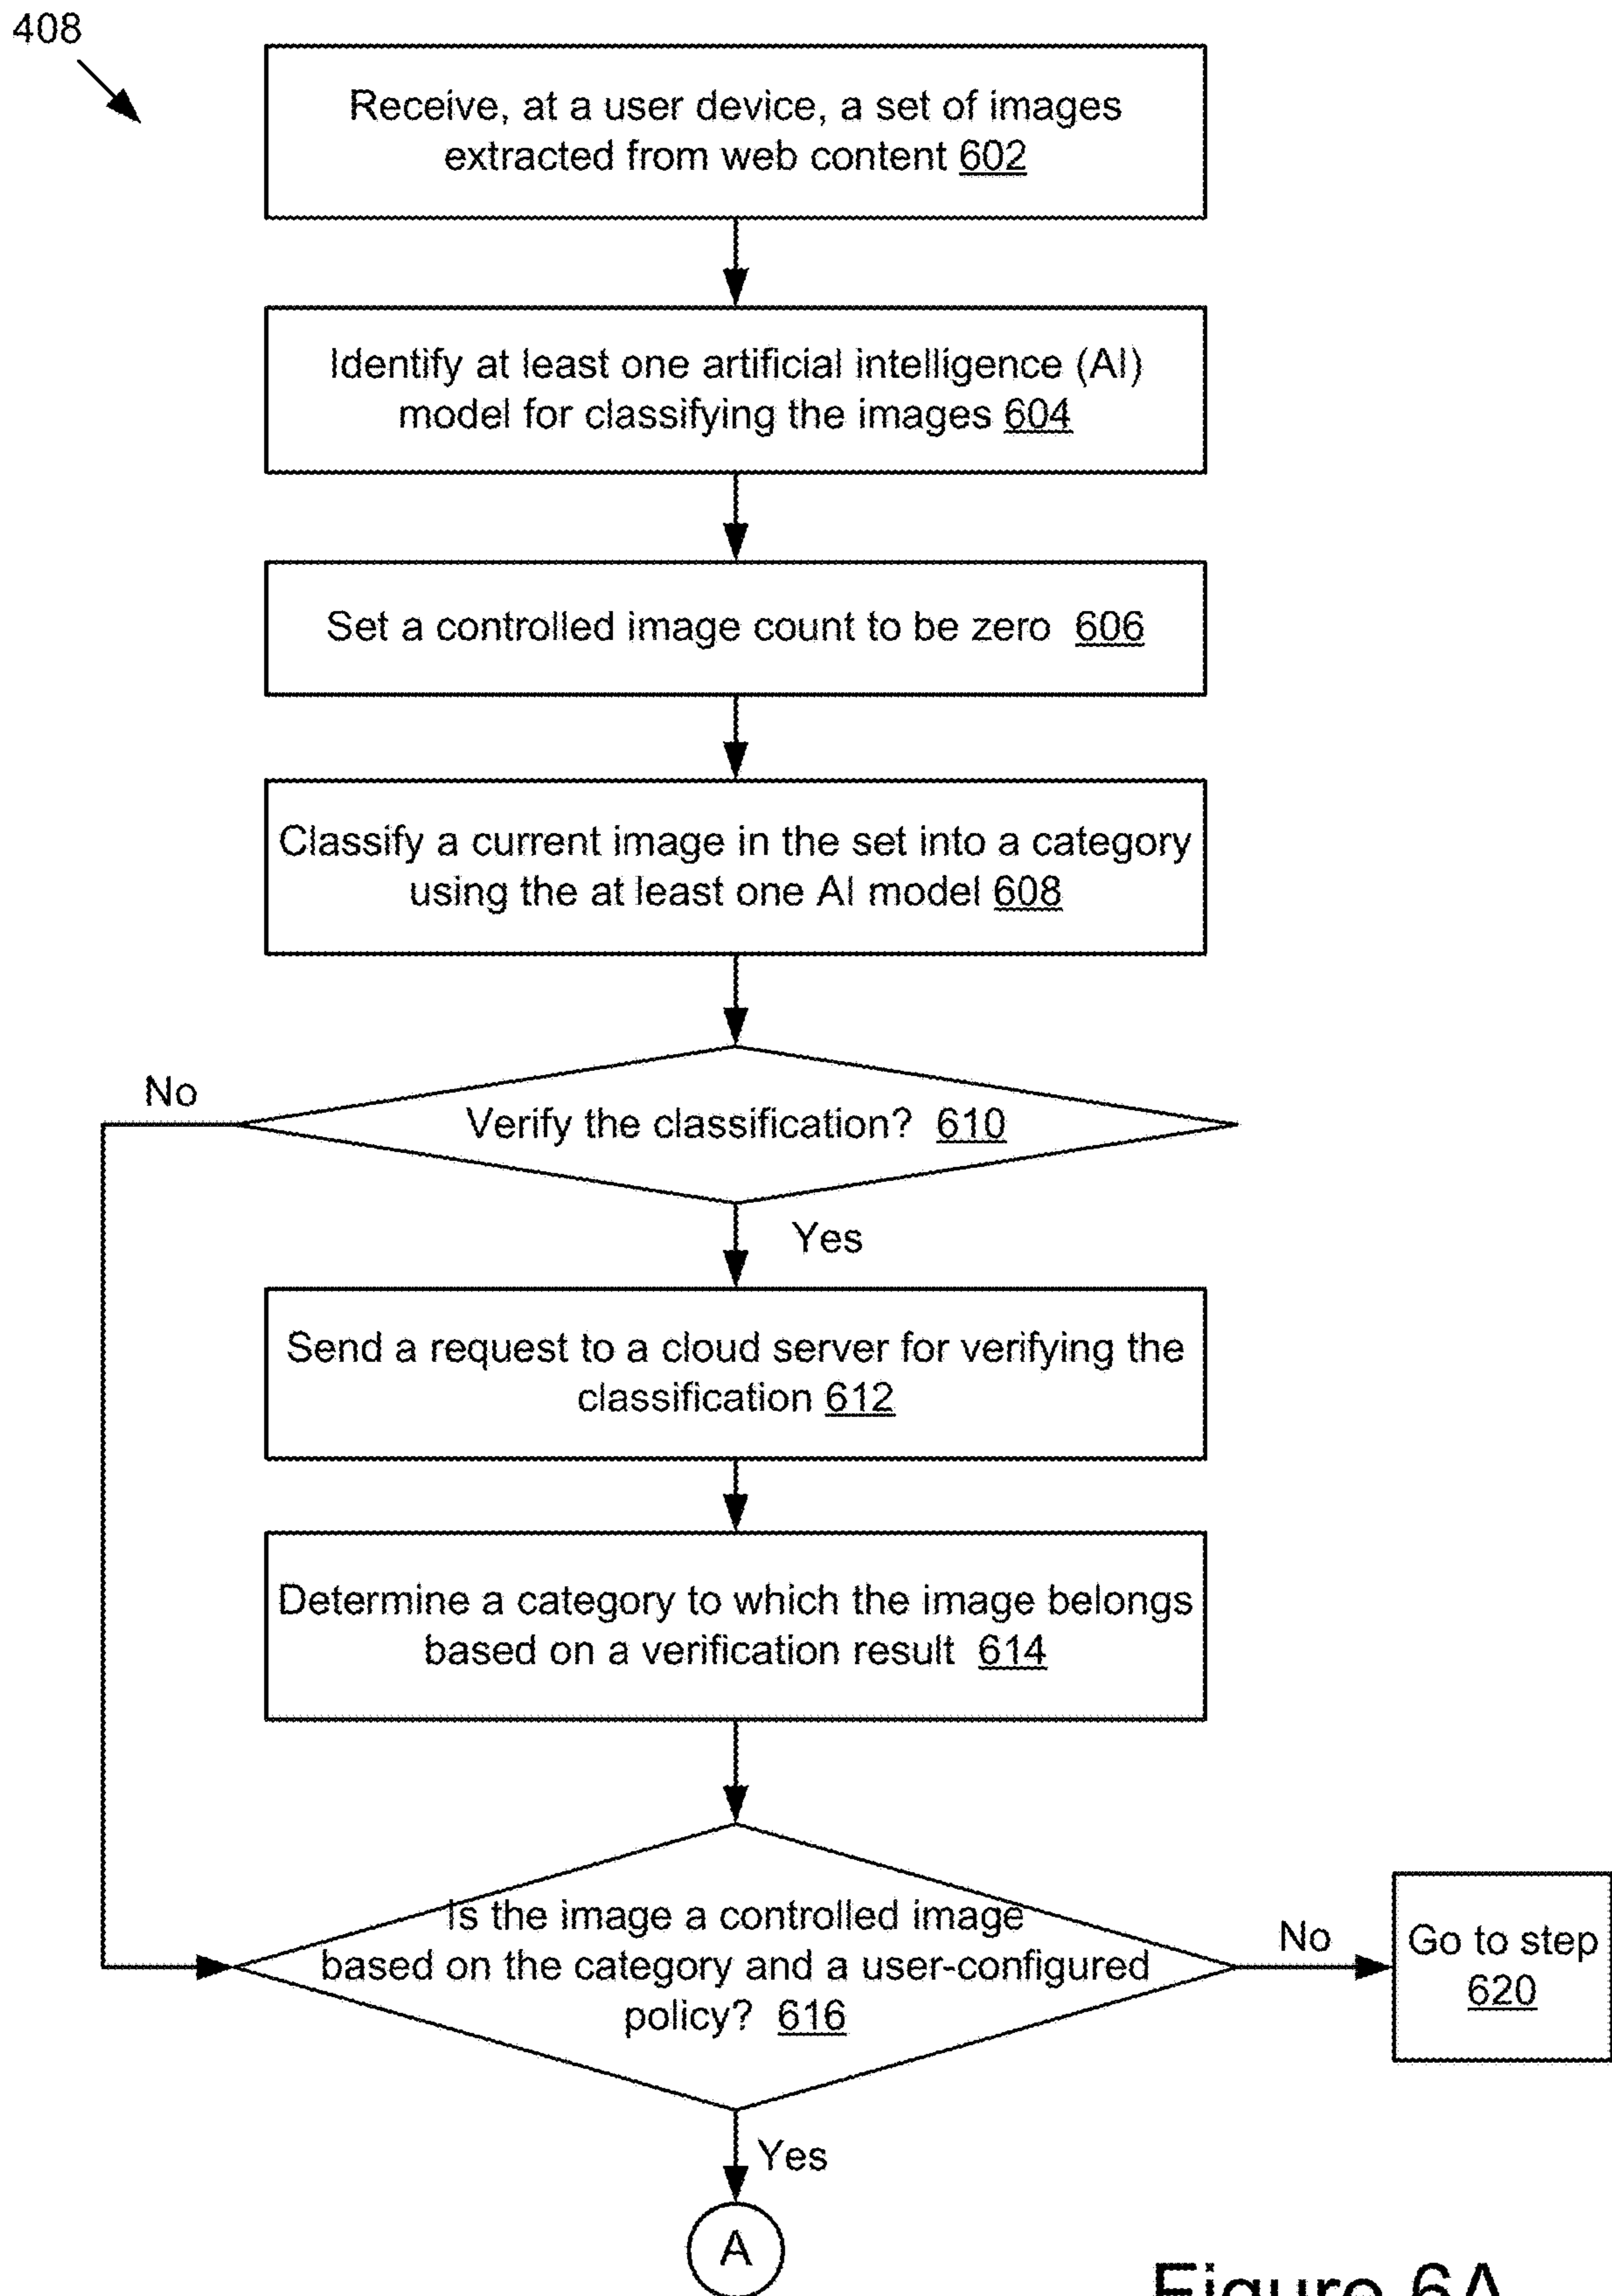 408
Receive, at a user device, a set of images
extracted from web content 602
Identify at least one artificial intelligence (AI)
model for classifying the images 604
Set a controlled image count to be zero 606
Classify a current image in the set into a category
using the at least one AI model 608
No
Verify the classification? 610
Yes
Send a request to a cloud server for verifying the
classification 612
Determine a category to which the image belongs
based on a verification result 614
Is the image a controlled image
based on the category and a user-configured
policy? 616
No
Go to step
620
Yes
A
Figure 6A